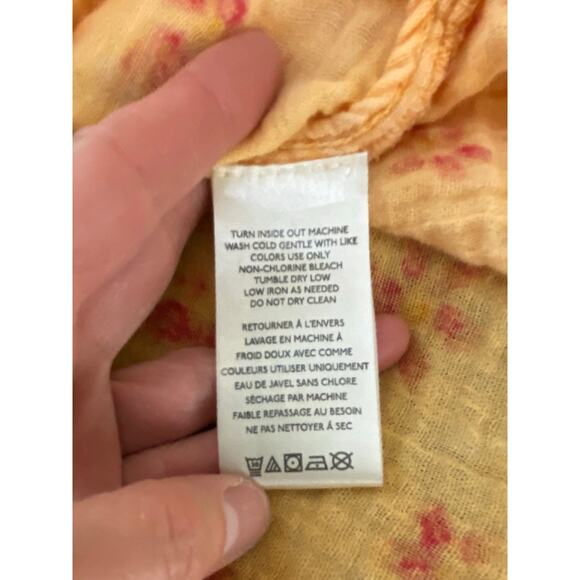 TURN INSIDE OUT MACHINE
WASH COLD GENTLE WITH LIKE
COLORS USE ONLY
NON-CHLORINE BLEACH
TUMBLE DRY LOW
LOW IRON AS NEEDED
DO NOT DRY CLEAN
RETOURNER À L'ENVERS
LAVAGE EN MACHINE À
FROID DOUX AVEC COMME
COULEURS UTILISER UNIQUEMENT
EAU DE JAVEL SANS CHLORE
SÉCHAGE PAR MACHINE
FAIBLE REPASSAGE AU BESOIN
NE PAS NETTOYER À SEC
30